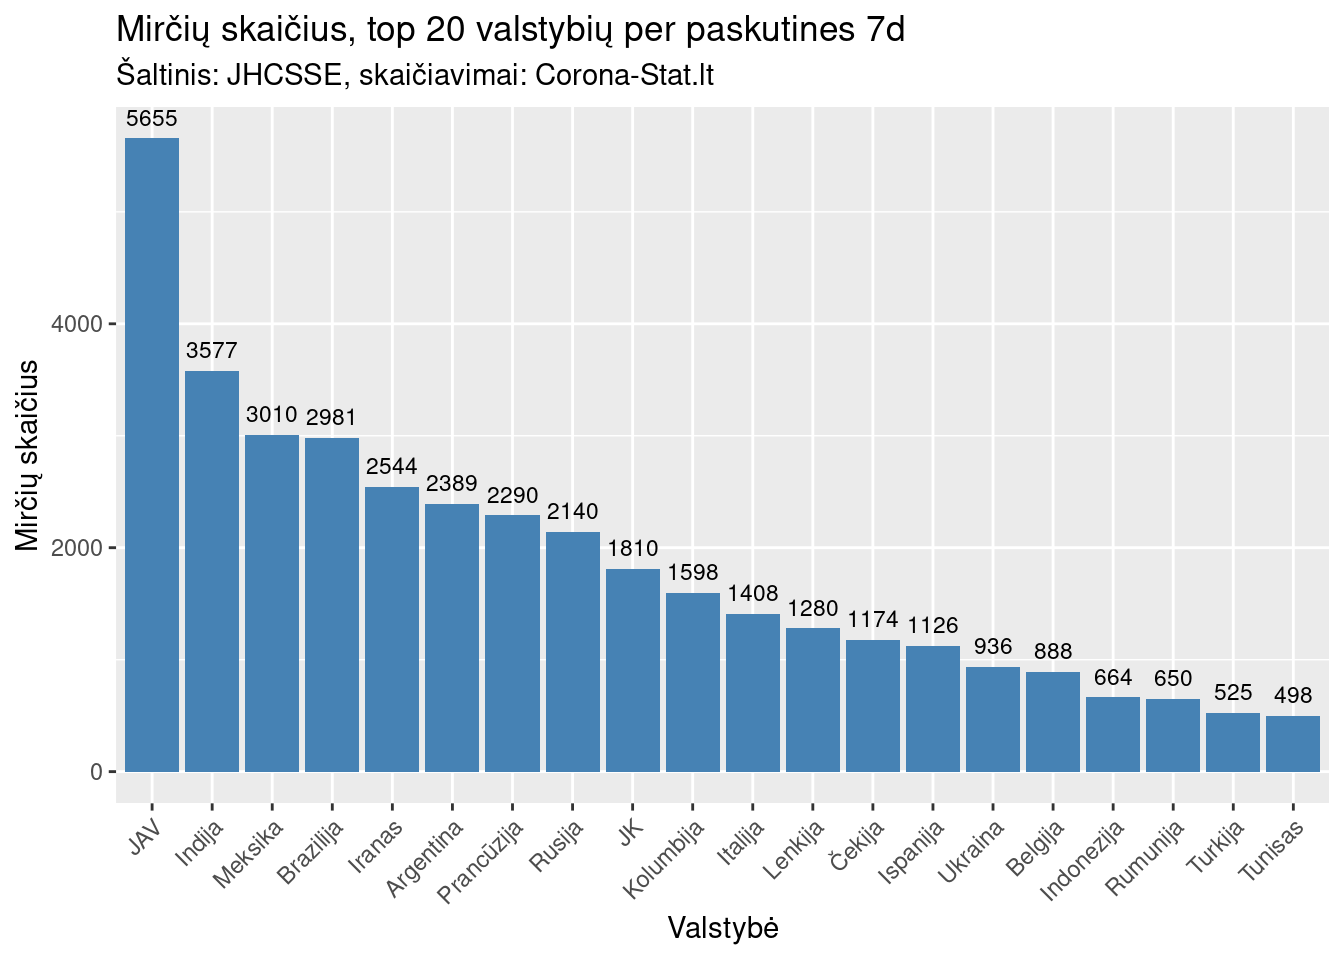 Mirčių skaičius, top 20 valstybių per paskutines 7d
Šaltinis: JHCSSE, skaičiavimai: Corona-Stat.lt
Mirčių skaičius
4000
2000
0
5655
3577
3010
2981
2544
2389
2290
2140
1810
1598
1408
1280
1174
1126
936
888
664
650
525
498
JAV
Indija
Meksika
Brazilija
Iranas
Argentina
Prancūzija
Rusija
JK
Kolumbija
Italija
Lenkija
Čekija
Ispanija
Ukraina
Belgija
Indonezija
Rumunija
Turkija
Tunisas
Valstybė